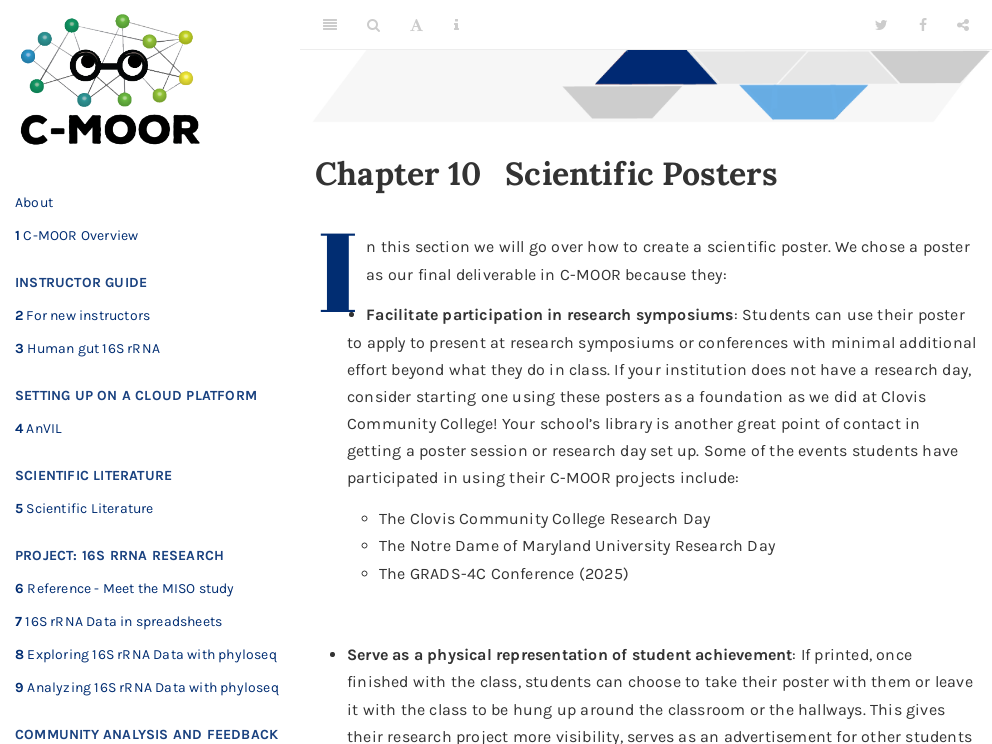 C-MOOR
About
1 C-MOOR Overview
INSTRUCTOR GUIDE
2 For new instructors
3 Human gut 16S rRNA
SETTING UP ON A CLOUD PLATFORM
4 AnVIL
SCIENTIFIC LITERATURE
5 Scientific Literature
PROJECT: 16S RRNA RESEARCH
6 Reference - Meet the MISO study
7 16S rRNA Data in spreadsheets
8 Exploring 16S rRNA Data with phyloseq
9 Analyzing 16S rRNA Data with phyloseq
COMMUNITY ANALYSIS AND FEEDBACK
A
Chapter 10 Scientific Posters
In this section we will go over how to create a scientific poster. We chose a poster
as our final deliverable in C-MOOR because they:
• Facilitate participation in research symposiums: Students can use their poster
to apply to present at research symposiums or conferences with minimal additional
effort beyond what they do in class. If your institution does not have a research day,
consider starting one using these posters as a foundation as we did at Clovis
Community College! Your school’s library is another great point of contact in
getting a poster session or research day set up. Some of the events students have
participated in using their C-MOOR projects include:
◦ The Clovis Community College Research Day
◦ The Notre Dame of Maryland University Research Day
◦ The GRADS-4C Conference (2025)
• Serve as a physical representation of student achievement: If printed, once
finished with the class, students can choose to take their poster with them or leave
it with the class to be hung up around the classroom or the hallways. This gives
their research project more visibility, serves as an advertisement for other students